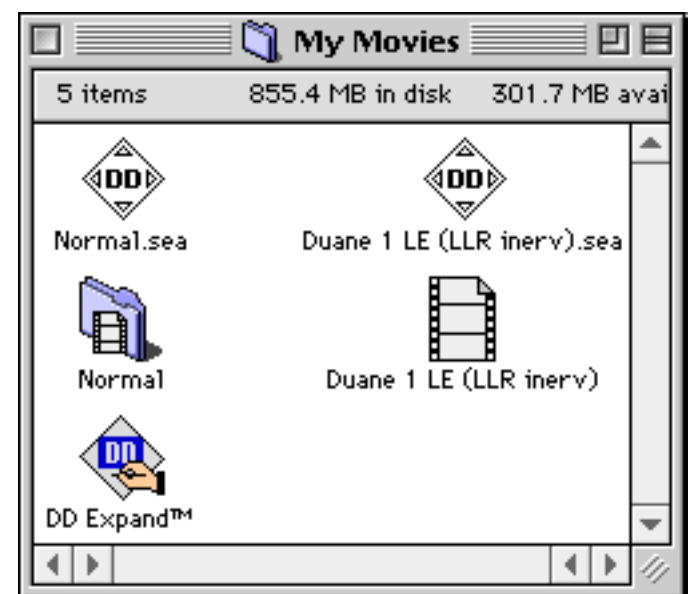 My Movies
5 items 855.4 MB in disk 301.7 MB avai
DD DD
Normal.sea Duane 1 LE (LLR inerv).sea
Normal Duane 1 LE (LLR inerv)
DD
DD Expand™